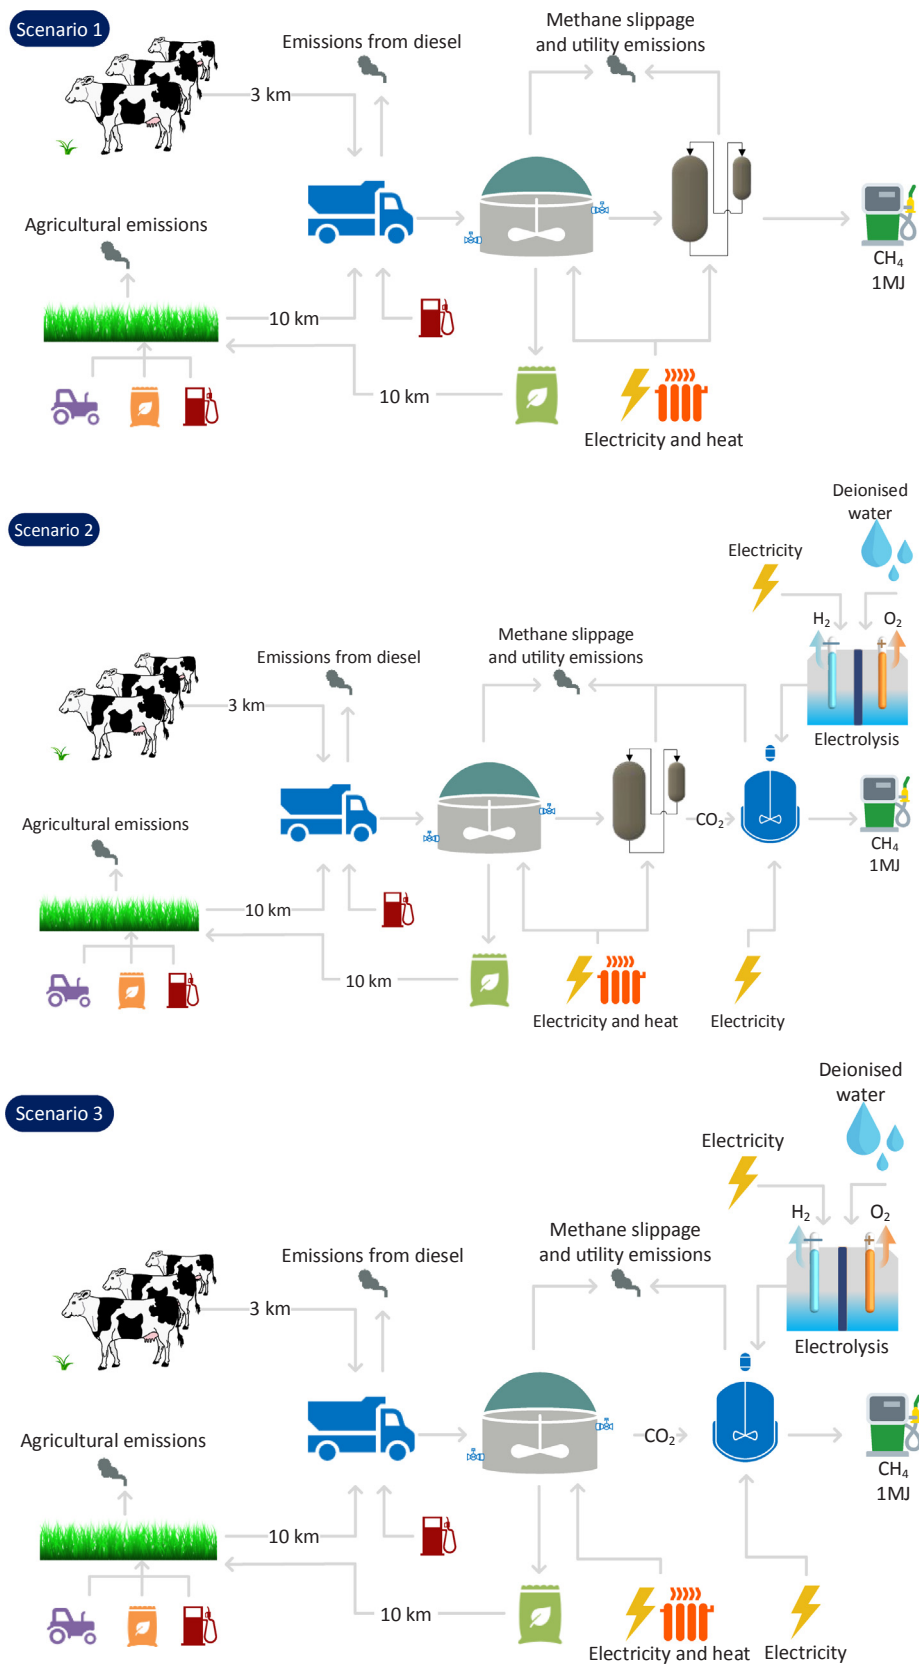 Scenario 1
Methane slippage
and utility emissions
Emissions from diesel
3 km
Agricultural emissions
CH₄
1MJ
10 km
10 km
Electricity and heat
Deionised
water
Scenario 2
Electricity
H₂
O₂
Methane slippage
and utility emissions
Emissions from diesel
3 km
Electrolysis
Agricultural emissions
CO₂
CH₄
1MJ
10 km
10 km
Electricity and heat
Electricity
Deionised
water
Scenario 3
Electricity
H₂
O₂
Methane slippage
and utility emissions
Emissions from diesel
3 km
Electrolysis
Agricultural emissions
CO₂
CH₄
1MJ
10 km
10 km
Electricity and heat
Electricity